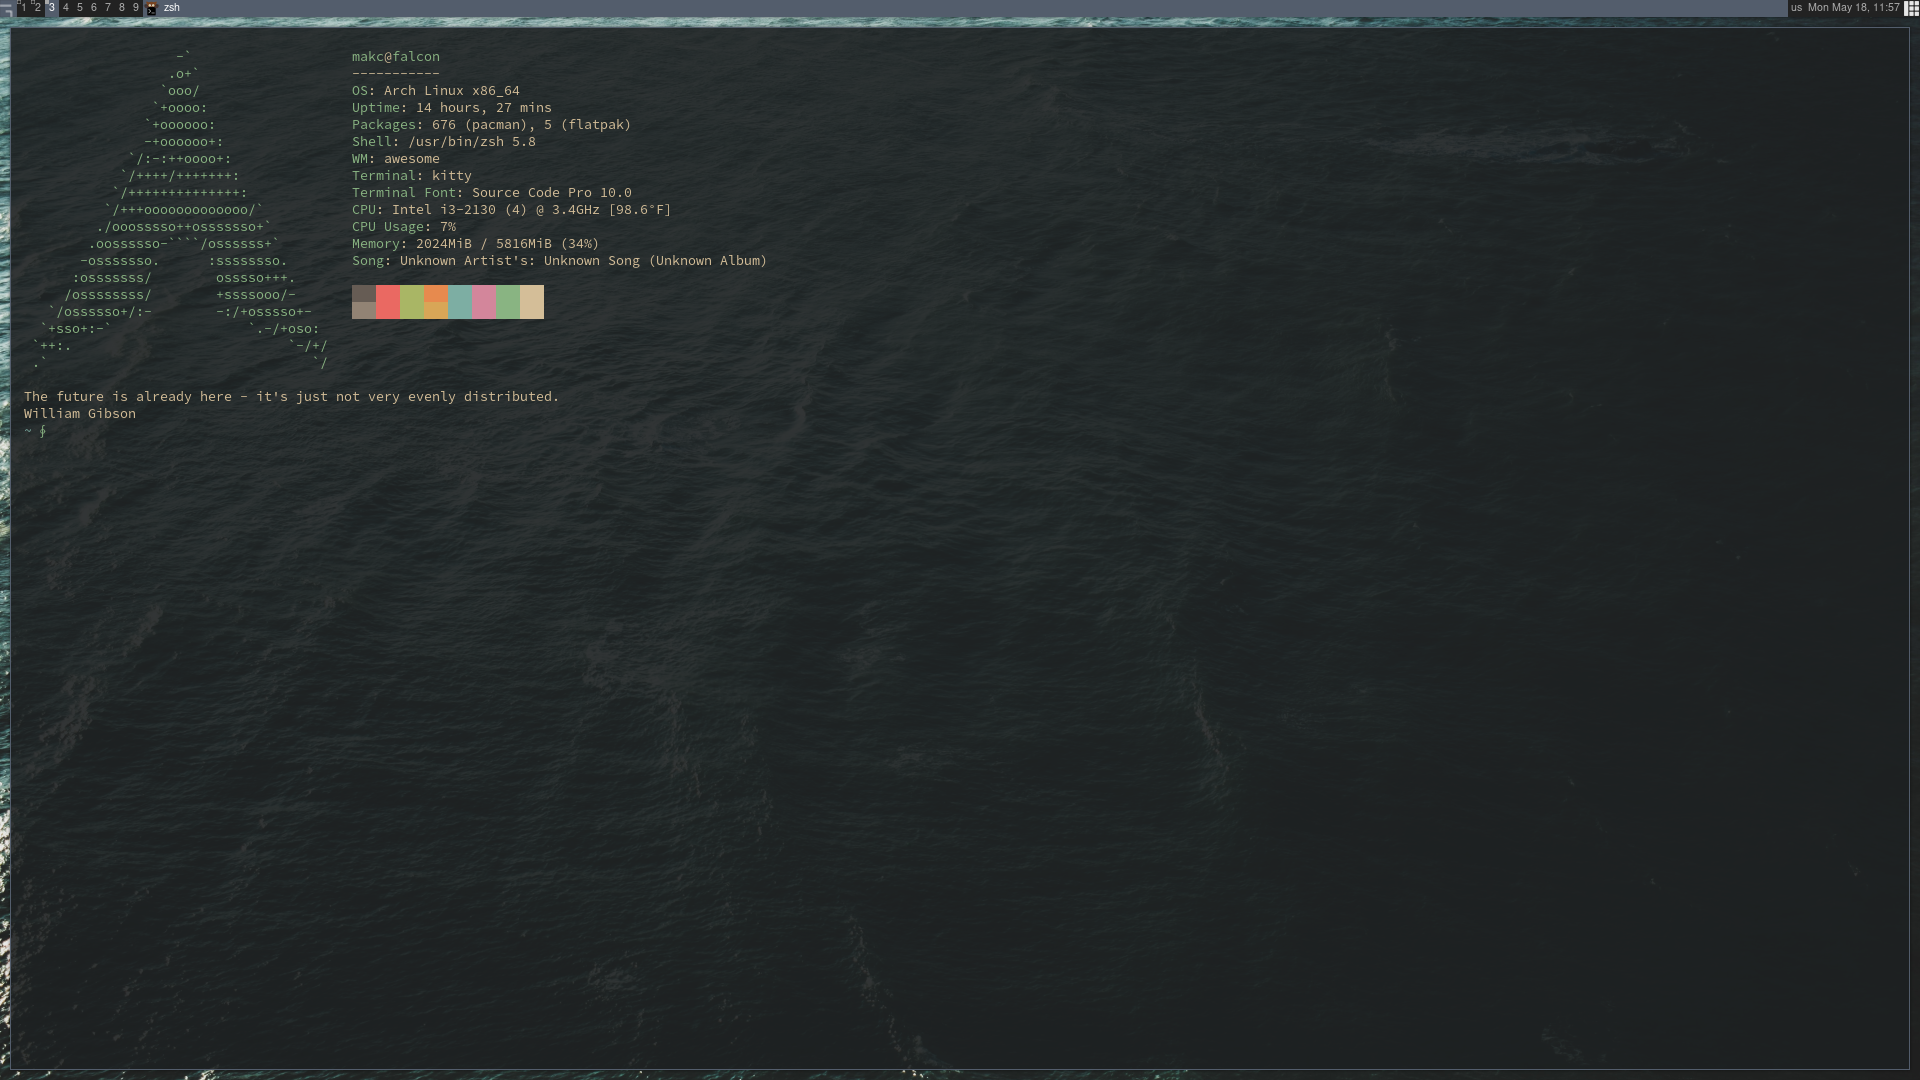 1 2 3 4 5 6 7 8 9 zsh us Mon May 18, 11:57
                   -`
                  .o+`
                 `ooo/
                `+oooo:
               `+oooooo:
               -+oooooo+:
             `/:-:++oooo+:
            `/++++/+++++++:
           `/++++++++++++++:
          `/+++ooooooooooooo/`
         ./ooosssso++osssssso+`
        .oossssso-````/ossssss+`
       -osssssso.      :ssssssso.
      :osssssss/        osssso+++.
     /ossssssss/        +ssssooo/-
   `/ossssso+/:-        -:/+osssso+-
  `+sso+:-`                 `.-/+oso:
 `++:.                           `-/+/
 .`                                 `/
makc@falcon
-----------
OS: Arch Linux x86_64
Uptime: 14 hours, 27 mins
Packages: 676 (pacman), 5 (flatpak)
Shell: /usr/bin/zsh 5.8
WM: awesome
Terminal: kitty
Terminal Font: Source Code Pro 10.0
CPU: Intel i3-2130 (4) @ 3.4GHz [98.6°F]
CPU Usage: 7%
Memory: 2024MiB / 5816MiB (34%)
Song: Unknown Artist's: Unknown Song (Unknown Album)
The future is already here - it's just not very evenly distributed.
William Gibson
~ ∮